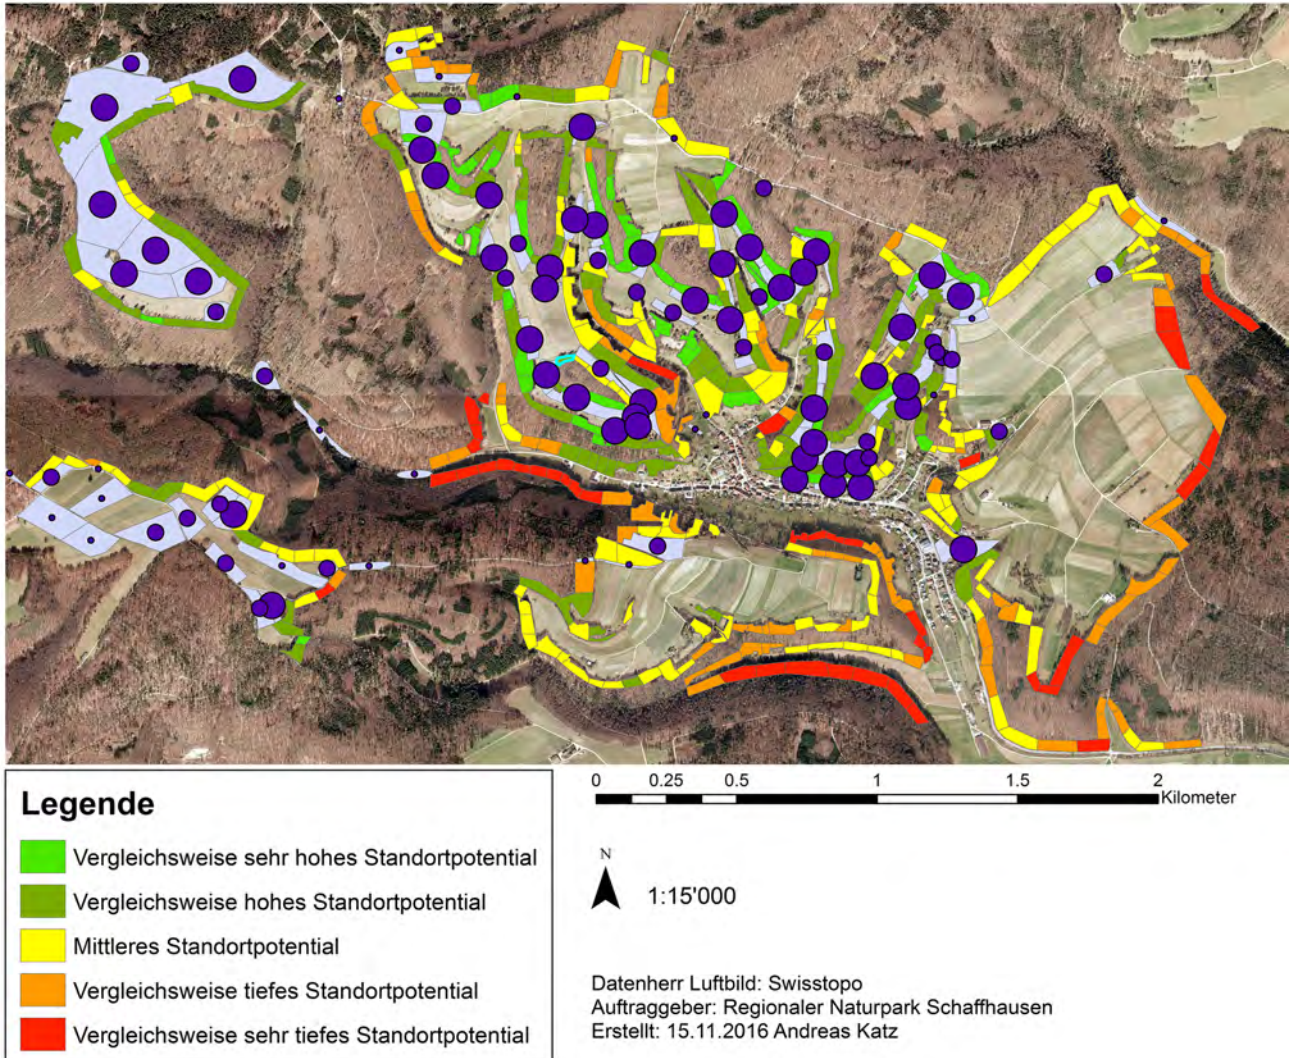 Legende
Vergleichsweise sehr hohes Standortpotential
Vergleichsweise hohes Standortpotential
Mittleres Standortpotential
Vergleichsweise tiefes Standortpotential
Vergleichsweise sehr tiefes Standortpotential
0 0.25 0.5 1 1.5 2
Kilometer
N
1:15'000
Datenherr Luftbild: Swisstopo
Auftraggeber: Regionaler Naturpark Schaffhausen
Erstellt: 15.11.2016 Andreas Katz